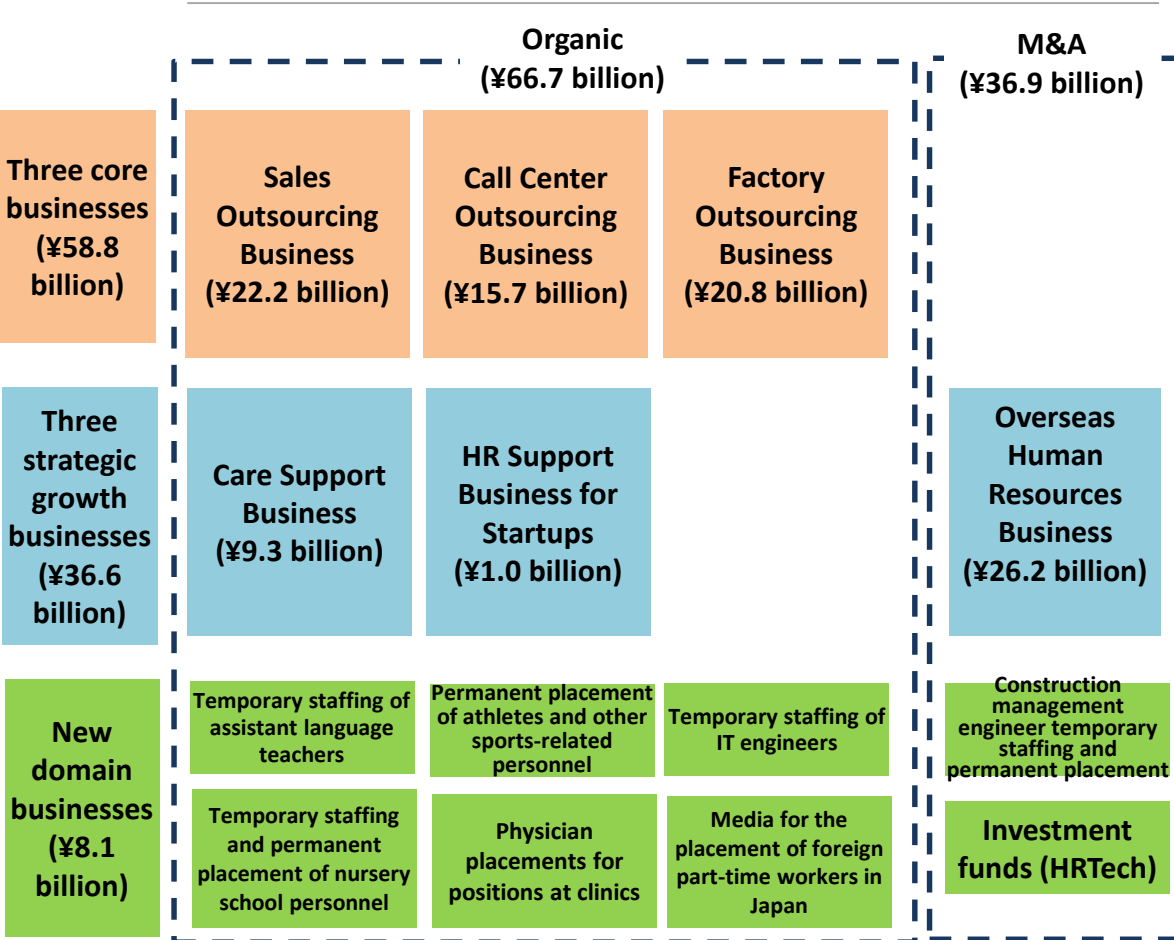 Organic
(¥66.7 billion)
M&A
(¥36.9 billion)
Three core
businesses
(¥58.8
billion)
Sales
Outsourcing
Business
(¥22.2 billion)
Call Center
Outsourcing
Business
(¥15.7 billion)
Factory
Outsourcing
Business
(¥20.8 billion)
Three
strategic
growth
businesses
(¥36.6
billion)
Care Support
Business
(¥9.3 billion)
HR Support
Business for
Startups
(¥1.0 billion)
Overseas
Human
Resources
Business
(¥26.2 billion)
New
domain
businesses
(¥8.1
billion)
Temporary staffing of
assistant language
teachers
Permanent placement
of athletes and other
sports-related
personnel
Temporary staffing of
IT engineers
Construction
management
engineer temporary
staffing and
permanent placement
Temporary staffing
and permanent
placement of nursery
school personnel
Physician
placements for
positions at clinics
Media for the
placement of foreign
part-time workers in
Japan
Investment
funds (HRTech)